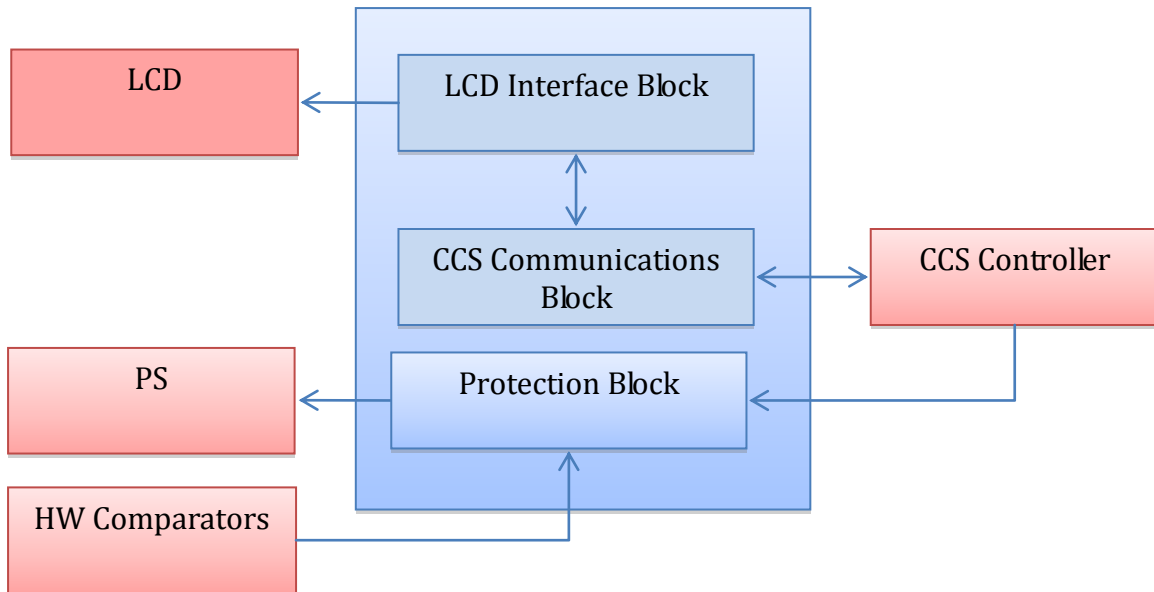 LCD
LCD Interface Block
CCS Communications
Block
CCS Controller
PS
Protection Block
HW Comparators